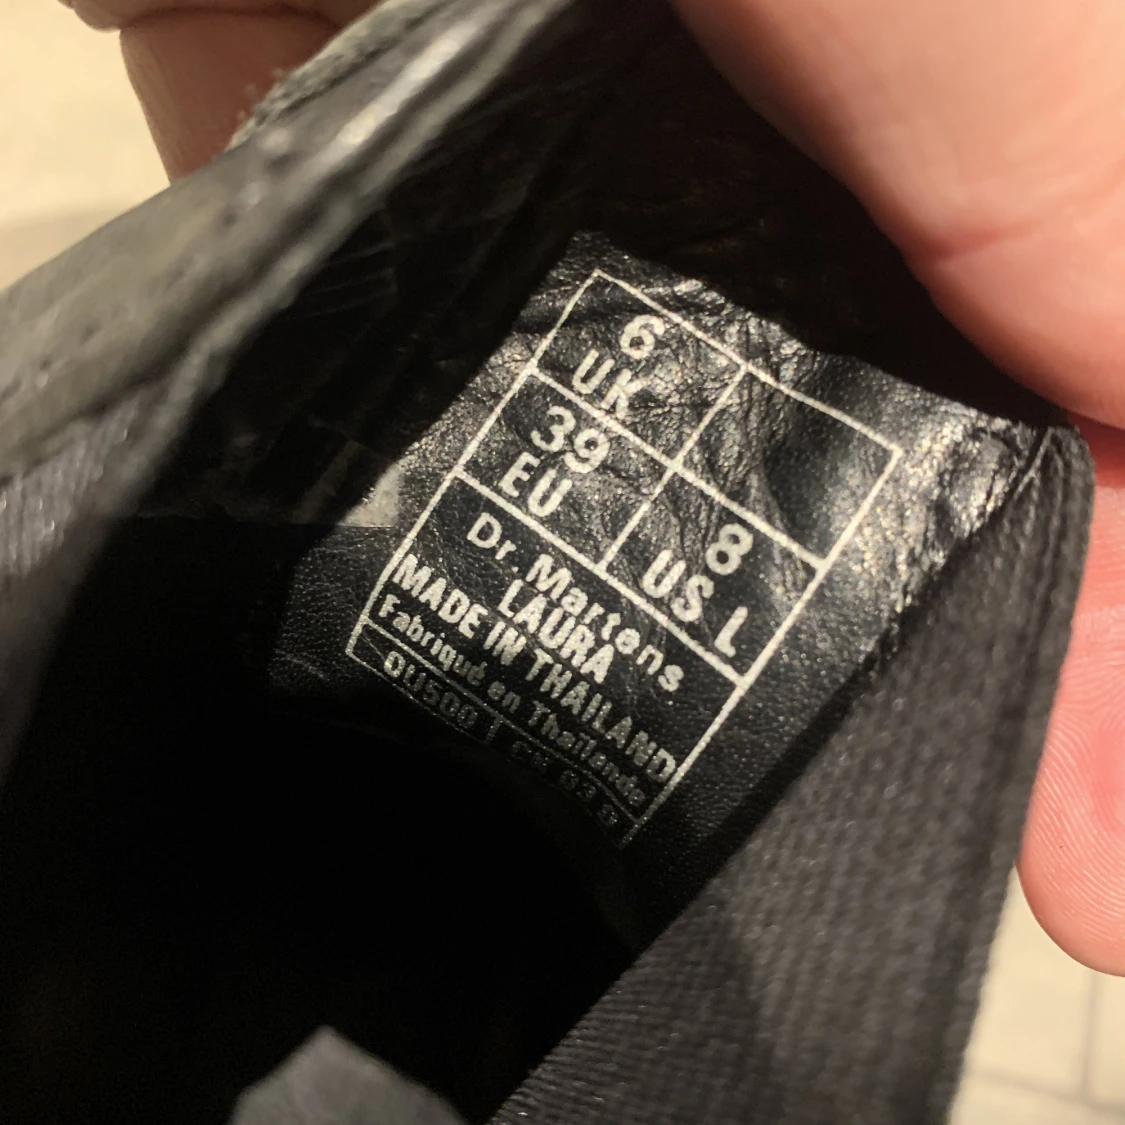 6
UK
39
EU
8
US L
Dr. Martens
LAURA
MADE IN THAILAND
Fabriqué en Thaïlande